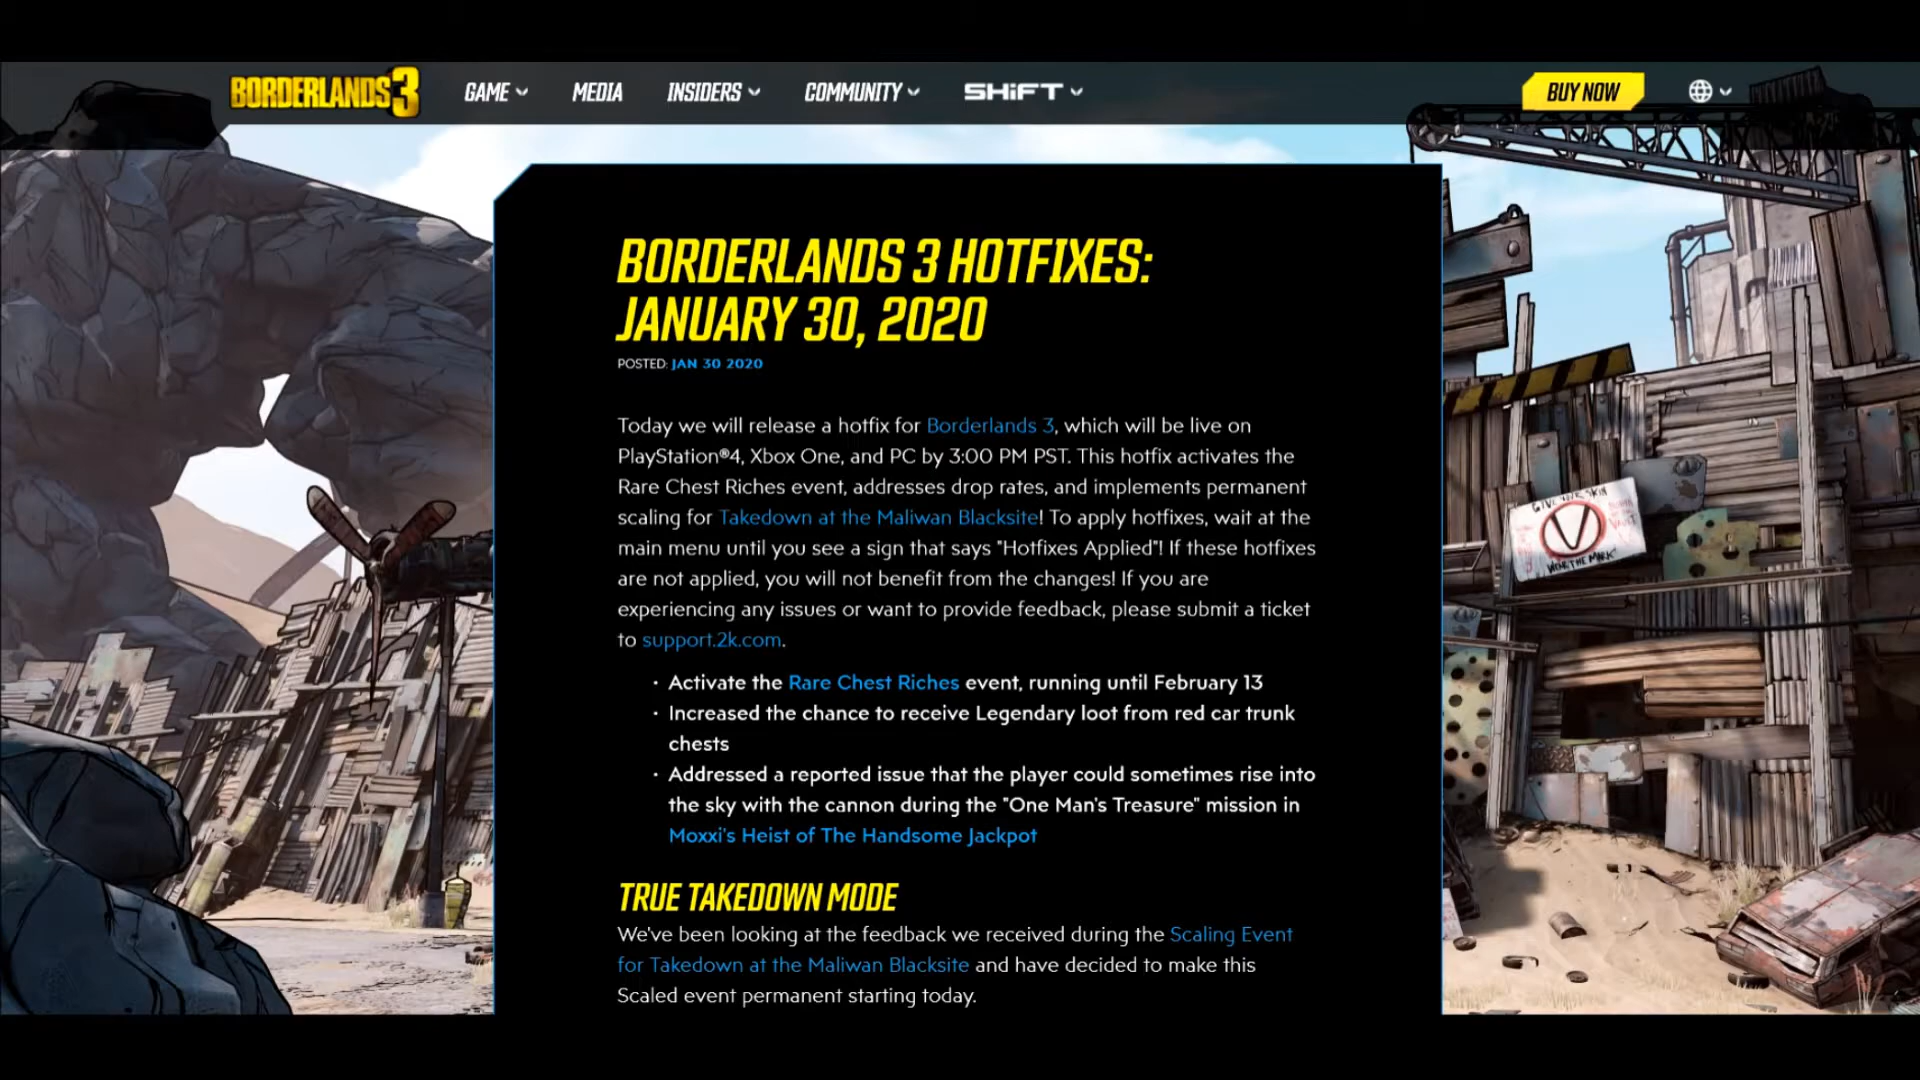 BORDERLANDS 3 GAME MEDIA INSIDERS COMMUNITY SHiFT BUY NOW
BORDERLANDS 3 HOTFIXES:
JANUARY 30, 2020
POSTED: JAN 30 2020
Today we will release a hotfix for Borderlands 3, which will be live on
PlayStation®4, Xbox One, and PC by 3:00 PM PST. This hotfix activates the
Rare Chest Riches event, addresses drop rates, and implements permanent
scaling for Takedown at the Maliwan Blacksite! To apply hotfixes, wait at the
main menu until you see a sign that says "Hotfixes Applied"! If these hotfixes
are not applied, you will not benefit from the changes! If you are
experiencing any issues or want to provide feedback, please submit a ticket
to support.2k.com.
· Activate the Rare Chest Riches event, running until February 13
· Increased the chance to receive Legendary loot from red car trunk
chests
· Addressed a reported issue that the player could sometimes rise into
the sky with the cannon during the "One Man's Treasure" mission in
Moxxi's Heist of The Handsome Jackpot
TRUE TAKEDOWN MODE
We've been looking at the feedback we received during the Scaling Event
for Takedown at the Maliwan Blacksite and have decided to make this
Scaled event permanent starting today.
GIVE YOUR SKIN
VAULT
THE MARK